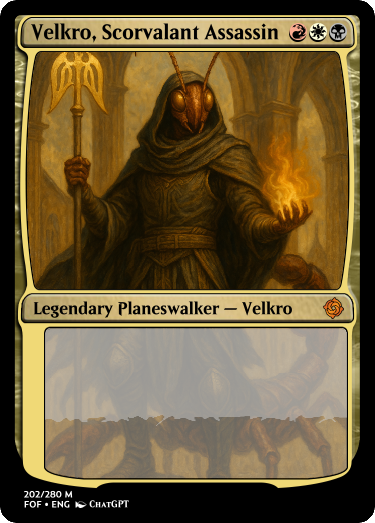 Velkro, Scorvalant Assassin
Legendary Planeswalker — Velkro
202/280 M
FOF • ENG ChatGPT